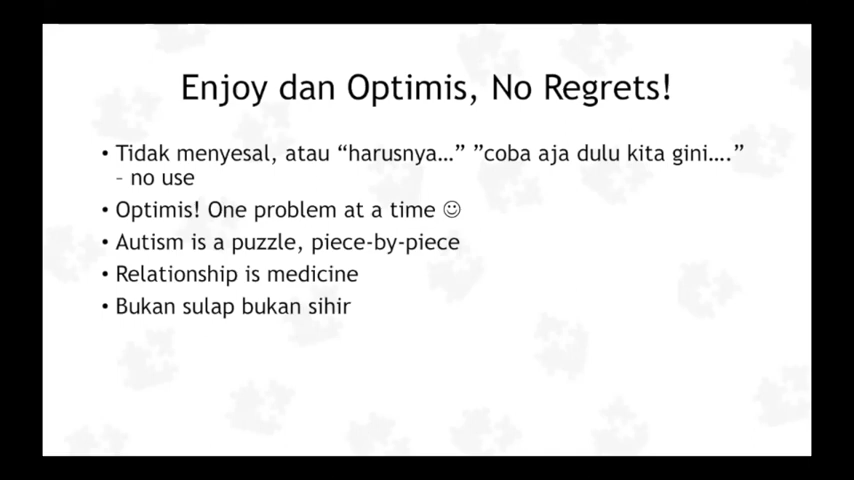 Enjoy dan Optimis, No Regrets!
• Tidak menyesal, atau “harusnya…” ”coba aja dulu kita gini….”
– no use
• Optimis! One problem at a time ☺
• Autism is a puzzle, piece-by-piece
• Relationship is medicine
• Bukan sulap bukan sihir